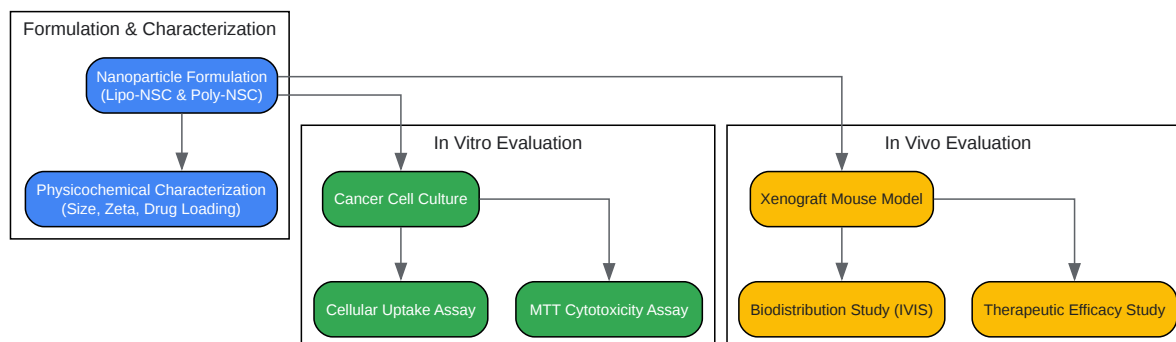 Formulation & Characterization
Nanoparticle Formulation
(Lipo-NSC & Poly-NSC)
Physicochemical Characterization
(Size, Zeta, Drug Loading)
In Vitro Evaluation
Cancer Cell Culture
Cellular Uptake Assay
MTT Cytotoxicity Assay
In Vivo Evaluation
Xenograft Mouse Model
Biodistribution Study (IVIS)
Therapeutic Efficacy Study